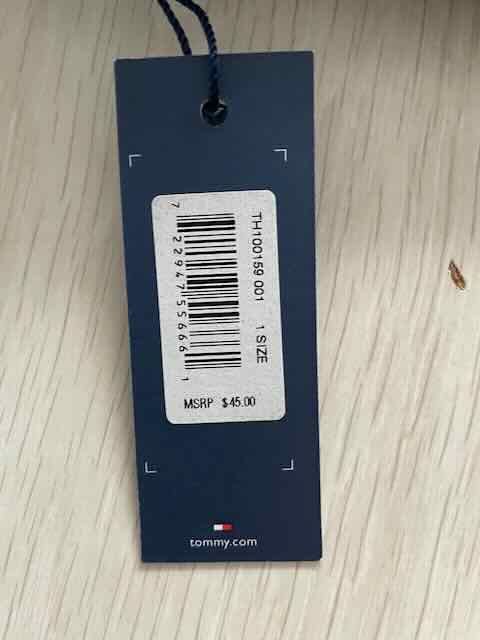 TH100159 001 1 SIZE
7 22947 55666 1
MSRP $45.00
tommy.com